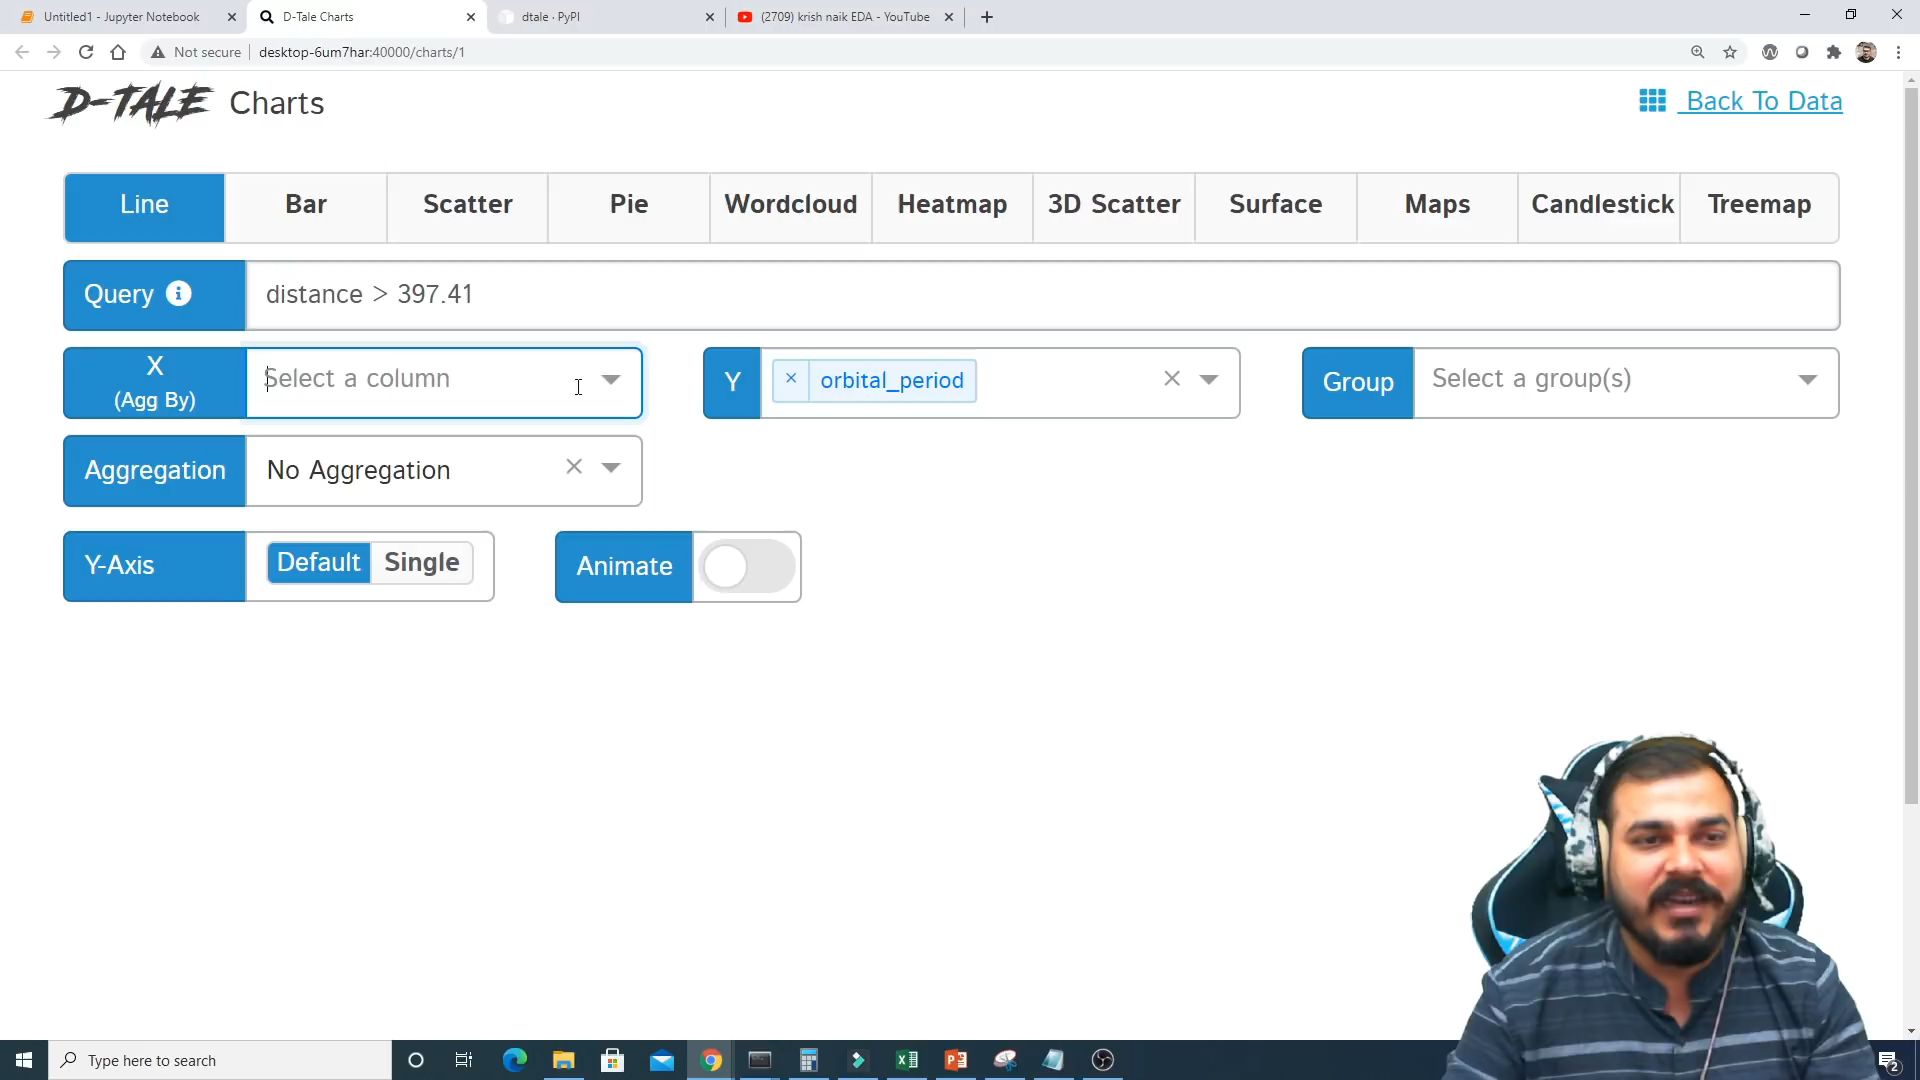 Untitled1 - Jupyter Notebook
D-Tale Charts
dtale · PyPI
(2709) krish naik EDA - YouTube
Not secure
desktop-6um7har:40000/charts/1
D-TALE Charts
Back To Data
Line
Bar
Scatter
Pie
Wordcloud
Heatmap
3D Scatter
Surface
Maps
Candlestick
Treemap
Query
distance > 397.41
X
(Agg By)
Select a column
Y
× orbital_period
Group
Select a group(s)
Aggregation
No Aggregation
Y-Axis
Default
Single
Animate
Type here to search
2